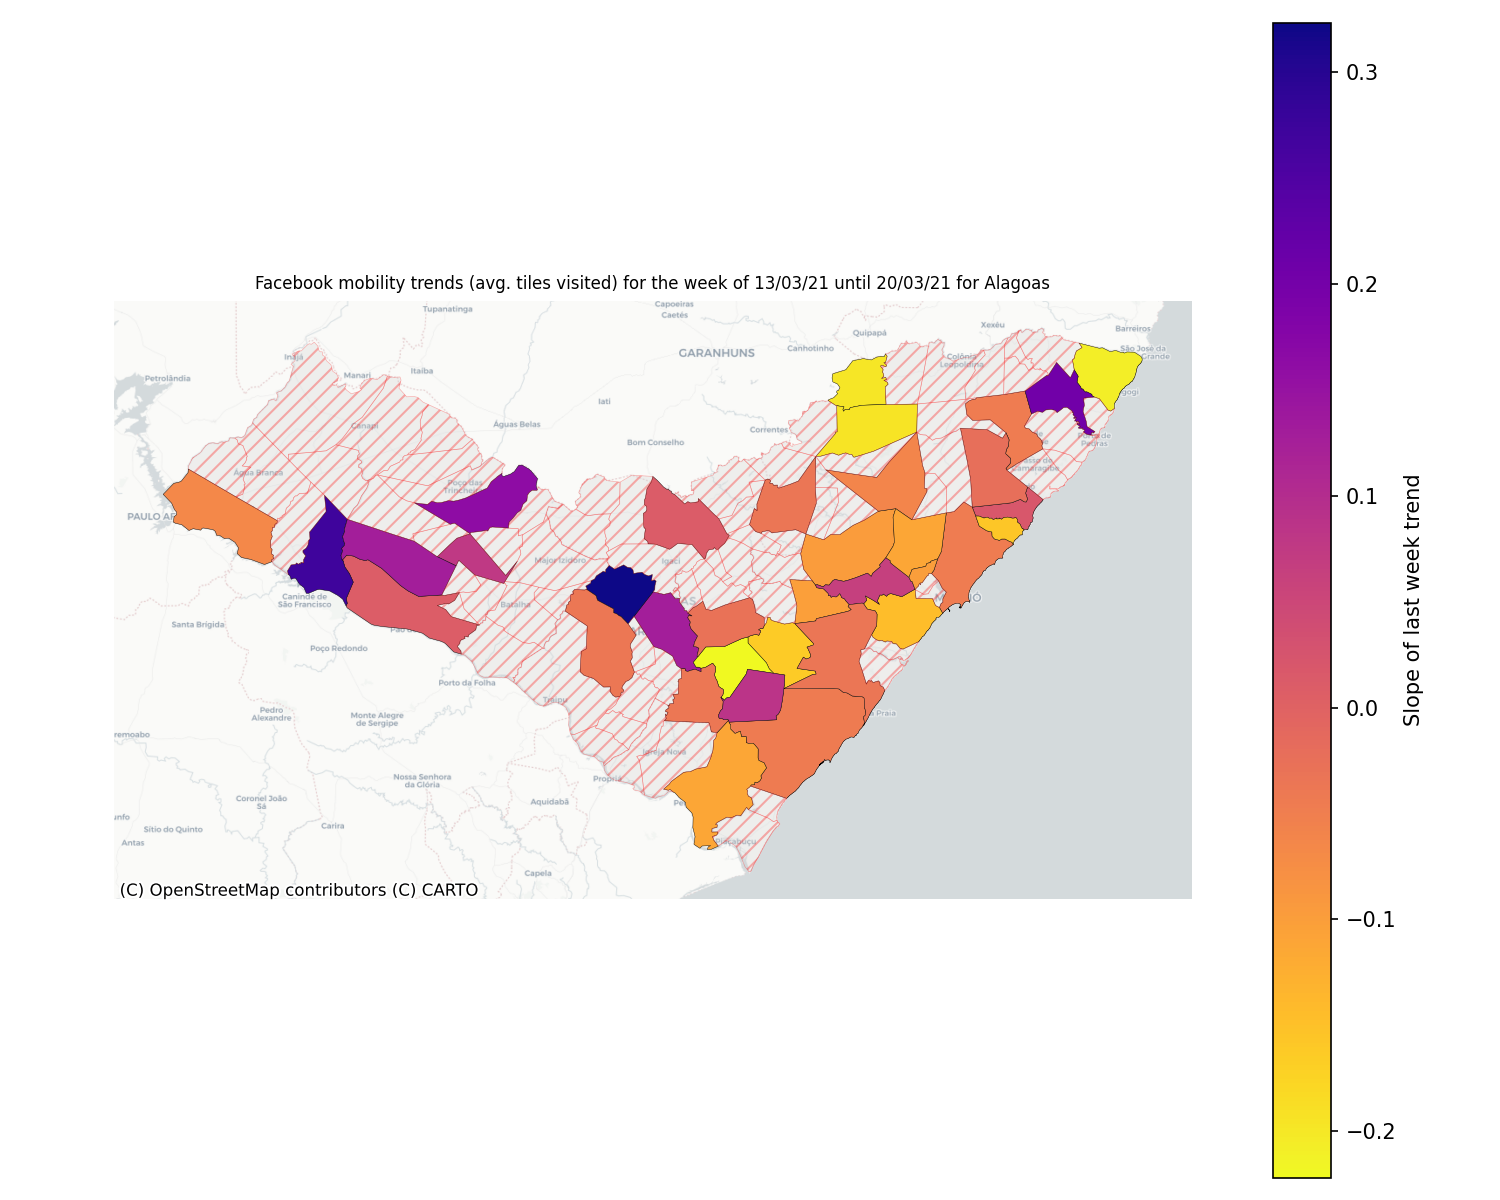 Facebook mobility trends (avg. tiles visited) for the week of 13/03/21 until 20/03/21 for Alagoas
Tupanatinga
Capoeiras
Caetés
GARANHUNS
Canhotinho
Quipapá
Xexéu
Barreiros
São José da
Grande
Colônia
Leopoldina
Inajá
Manari
Itaíba
Petrolândia
Iati
Águas Belas
Bom Conselho
Correntes
Canapi
Água Branca
Poço das
Trincheiras
PAULO AF
Major Izidoro
Igaci
Canindé de
São Francisco
Batalha
Santa Brígida
Poço Redondo
Porto da Folha
Traipu
Pedro
Alexandre
Monte Alegre
de Sergipe
a Praia
Igreja Nova
Propriá
Nossa Senhora
da Glória
Coronel João
Sá
Aquidabã
Carira
Sítio do Quinto
Antas
Piaçabuçu
Capela
(C) OpenStreetMap contributors (C) CARTO
0.3
0.2
0.1
0.0
−0.1
−0.2
Slope of last week trend